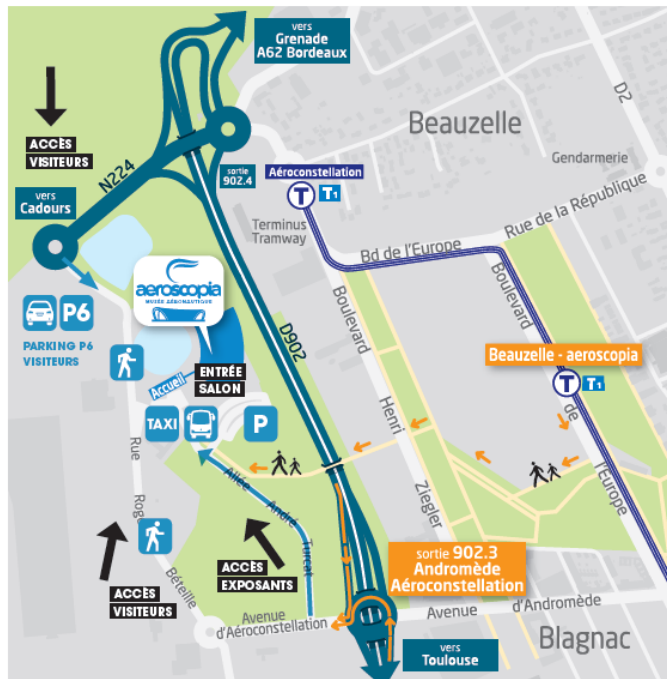 vers
Grenade
A62 Bordeaux
D2
Beauzelle
ACCÈS
VISITEURS
N224
Gendarmerie
sortie
902.4
Aéroconstellation
T T1
vers
Cadours
Rue de la République
Terminus
Tramway
Bd de l'Europe
aeroscopia
MUSÉE AÉRONAUTIQUE
D902
P6
PARKING P6
VISITEURS
Boulevard
Henri
Ziegler
Boulevard
de
l'Europe
Beauzelle - aeroscopia
T T1
Accueil
ENTRÉE
SALON
TAXI
P
Rue
Roger
Béteille
Allée
André
Turcat
ACCÈS
EXPOSANTS
ACCÈS
VISITEURS
sortie 902.3
Andromède
Aéroconstellation
Avenue
d'Aéroconstellation
Avenue
d'Andromède
Blagnac
vers
Toulouse